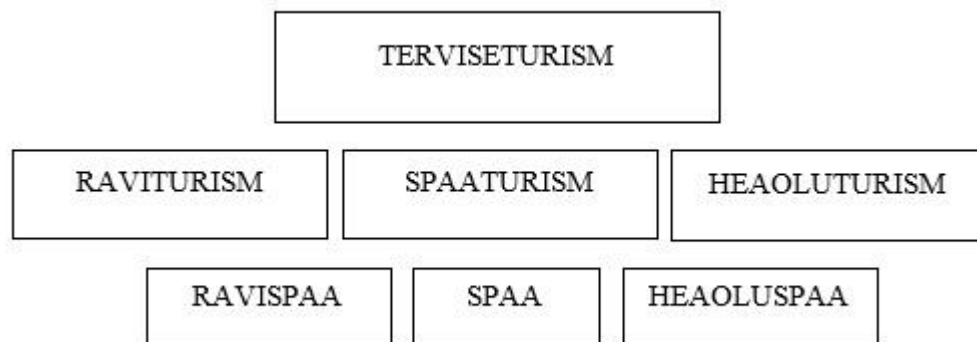 TERVISETURISM
RAVITURISM
SPAATURISM
HEAOLUTURISM
RAVISPAA
SPAA
HEAOLUSPAA